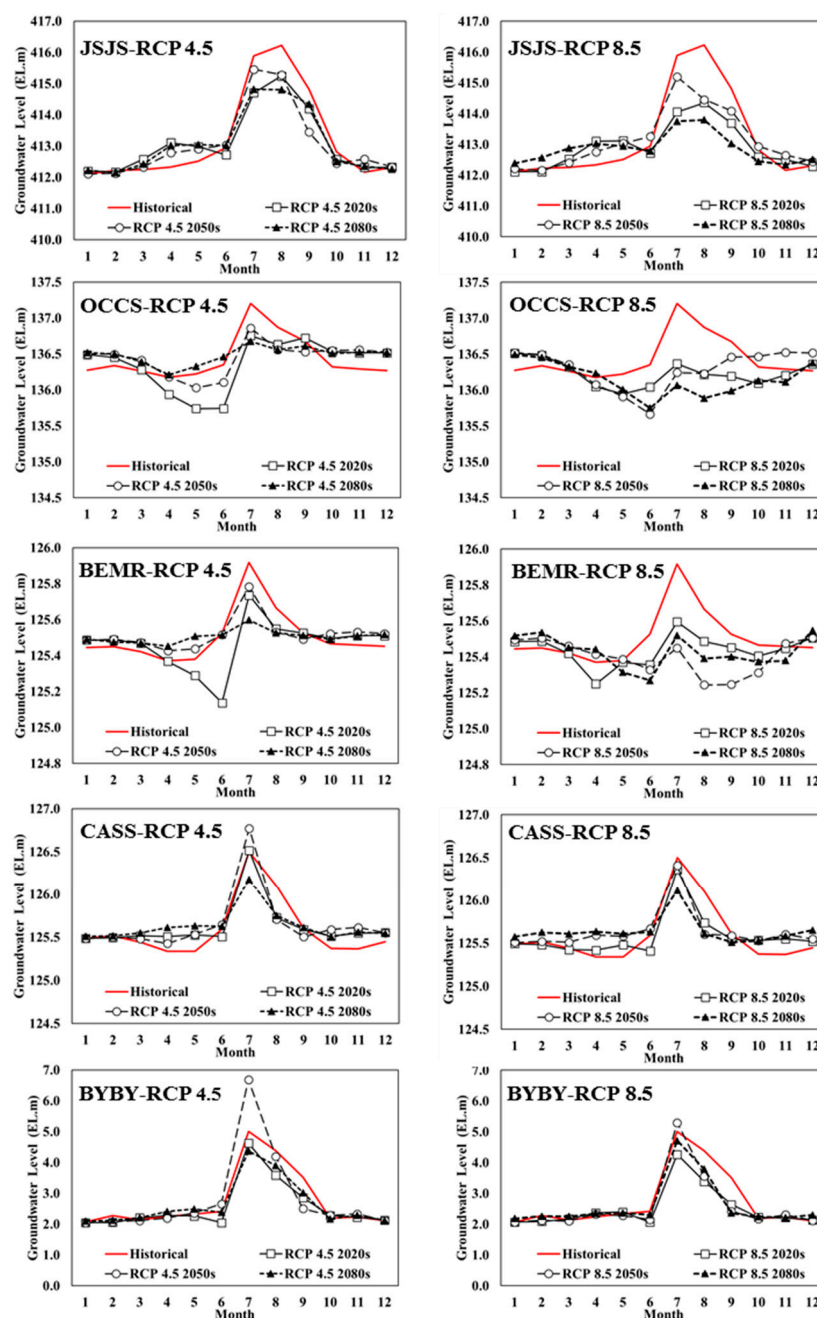 JSJS-RCP 4.5
Groundwater Level (EL.m)
417.0
416.0
415.0
414.0
413.0
412.0
411.0
410.0
Historical
RCP 4.5 2020s
RCP 4.5 2050s
RCP 4.5 2080s
1 2 3 4 5 6 7 8 9 10 11 12
Month
JSJS-RCP 8.5
Groundwater Level (EL.m)
417.0
416.0
415.0
414.0
413.0
412.0
411.0
410.0
Historical
RCP 8.5 2020s
RCP 8.5 2050s
RCP 8.5 2080s
1 2 3 4 5 6 7 8 9 10 11 12
Month
OCCS-RCP 4.5
Groundwater Level (EL.m)
137.5
137.0
136.5
136.0
135.5
135.0
134.5
Historical
RCP 4.5 2020s
RCP 4.5 2050s
RCP 4.5 2080s
1 2 3 4 5 6 7 8 9 10 11 12
Month
OCCS-RCP 8.5
Groundwater Level (EL.m)
137.5
137.0
136.5
136.0
135.5
135.0
134.5
Historical
RCP 8.5 2020s
RCP 8.5 2050s
RCP 8.5 2080s
1 2 3 4 5 6 7 8 9 10 11 12
Month
BEMR-RCP 4.5
Groundwater Level (EL.m)
126.0
125.8
125.6
125.4
125.2
125.0
124.8
Historical
RCP 4.5 2020s
RCP 4.5 2050s
RCP 4.5 2080s
1 2 3 4 5 6 7 8 9 10 11 12
Month
BEMR-RCP 8.5
Groundwater Level (EL.m)
126.0
125.8
125.6
125.4
125.2
125.0
124.8
Historical
RCP 8.5 2020s
RCP 8.5 2050s
RCP 8.5 2080s
1 2 3 4 5 6 7 8 9 10 11 12
Month
CASS-RCP 4.5
Groundwater Level (EL.m)
127.0
126.5
126.0
125.5
125.0
124.5
Historical
RCP 4.5 2020s
RCP 4.5 2050s
RCP 4.5 2080s
1 2 3 4 5 6 7 8 9 10 11 12
Month
CASS-RCP 8.5
Groundwater Level (EL.m)
127.0
126.5
126.0
125.5
125.0
124.5
Historical
RCP 8.5 2020s
RCP 8.5 2050s
RCP 8.5 2080s
1 2 3 4 5 6 7 8 9 10 11 12
Month
BYBY-RCP 4.5
Groundwater Level (EL.m)
7.0
6.0
5.0
4.0
3.0
2.0
1.0
0.0
Historical
RCP 4.5 2020s
RCP 4.5 2050s
RCP 4.5 2080s
1 2 3 4 5 6 7 8 9 10 11 12
Month
BYBY-RCP 8.5
Groundwater Level (EL.m)
7.0
6.0
5.0
4.0
3.0
2.0
1.0
0.0
Historical
RCP 8.5 2020s
RCP 8.5 2050s
RCP 8.5 2080s
1 2 3 4 5 6 7 8 9 10 11 12
Month